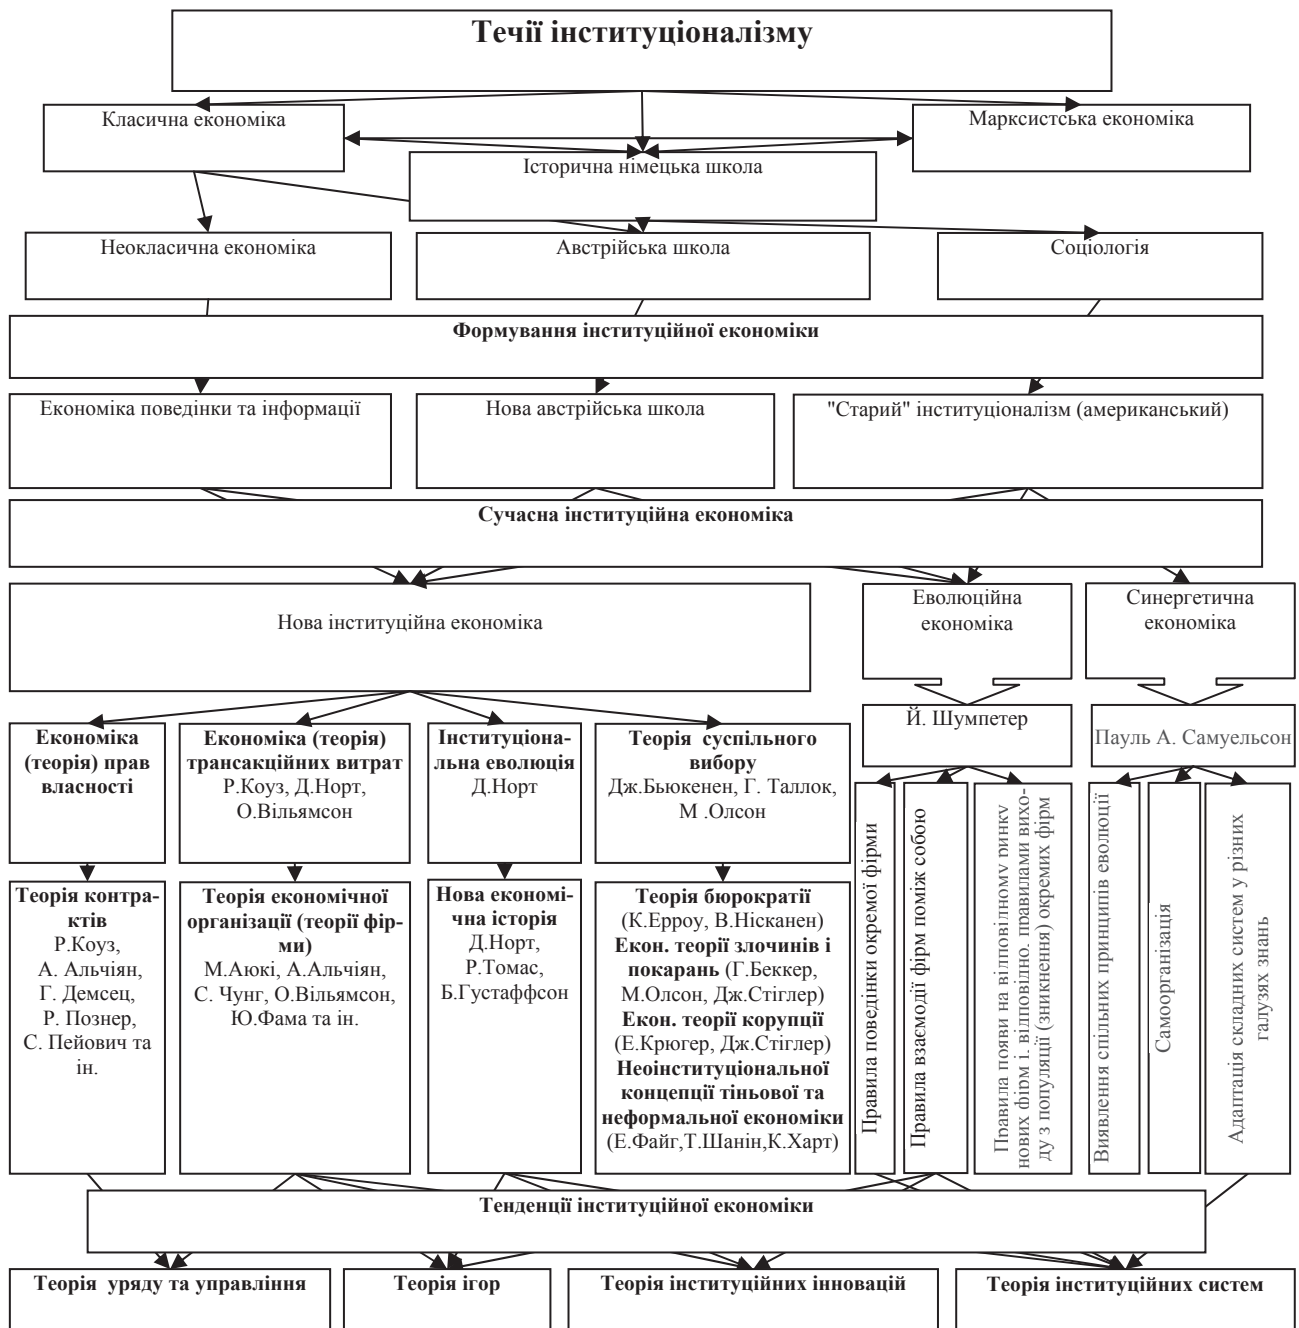 Течії інституціоналізму
Класична економіка
Марксистська економіка
Історична німецька школа
Неокласична економіка
Австрійська школа
Соціологія
Формування інституційної економіки
Економіка поведінки та інформації
Нова австрійська школа
"Старий" інституціоналізм (американський)
Сучасна інституційна економіка
Нова інституційна економіка
Еволюційна
економіка
Синергетична
економіка
Й. Шумпетер
Пауль А. Самуельсон
Економіка
(теорія) прав
власності
Економіка (теорія)
трансакційних витрат
Р.Коуз, Д.Норт,
О.Вільямсон
Інституціона-
льна еволюція
Д.Норт
Теорія суспільного
вибору
Дж.Бьюкенен, Г. Таллок,
М .Олсон
Теорія контра-
ктів
Р.Коуз,
А. Альчіян,
Г. Демсец,
Р. Познер,
С. Пейович та
ін.
Теорія економічної
організації (теорії фір-
ми)
М.Аюкі, А.Альчіян,
С. Чунг, О.Вільямсон,
Ю.Фама та ін.
Нова економі-
чна історія
Д.Норт,
Р.Томас,
Б.Густаффсон
Теорія бюрократії
(К.Ерроу, В.Нісканен)
Екон. теорії злочинів і
покарань (Г.Беккер,
М.Олсон, Дж.Стіглер)
Екон. теорії корупції
(Е.Крюгер, Дж.Стіглер)
Неоінституціональної
концепції тіньової та
неформальної економіки
(Е.Файг,Т.Шанін,К.Харт)
Правила поведінки окремої фірми
Правила взаємодії фірм поміж собою
Правила появи на відповідному ринку
нових фірм і, відповідно, правилами вихо-
ду з популяції (зникнення) окремих фірм
Виявлення спільних принципів еволюції
Самоорганізація
Адаптація складних систем у різних
галузях знань
Тенденції інституційної економіки
Теорія уряду та управління
Теорія ігор
Теорія інституційних інновацій
Теорія інституційних систем